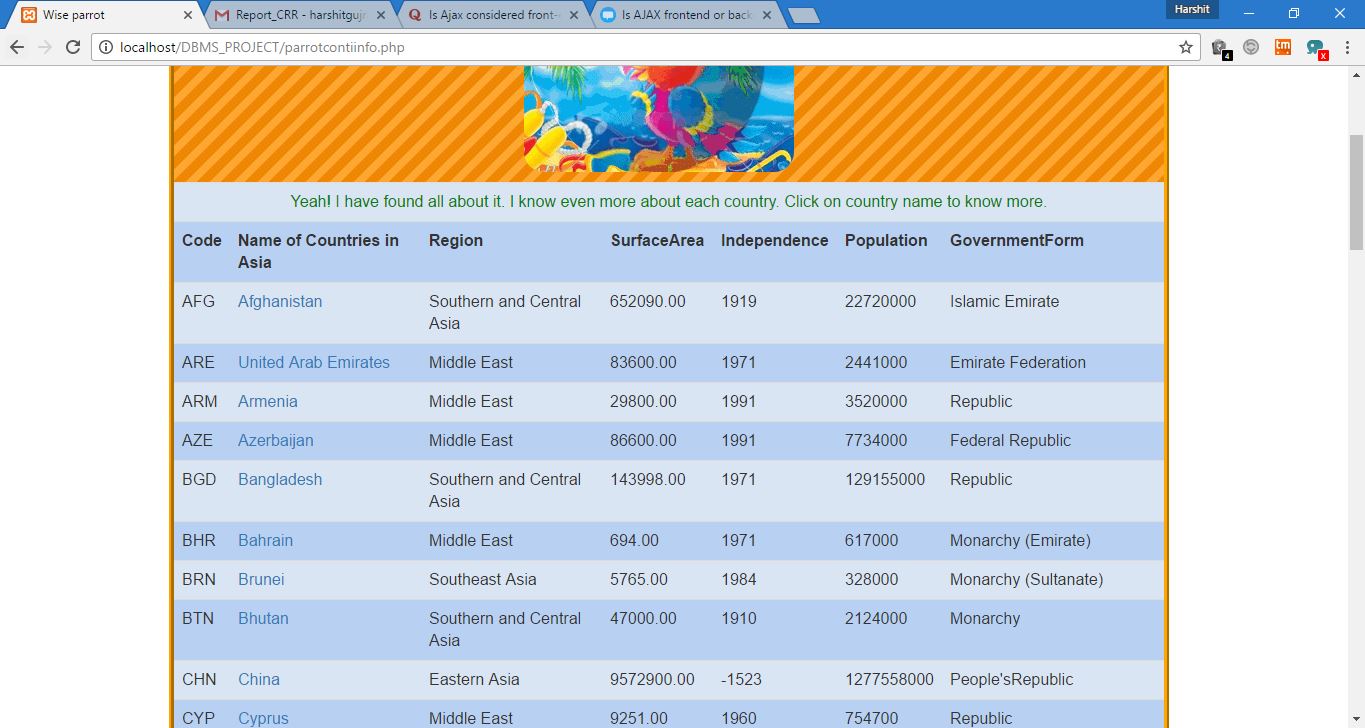 Wise parrot
Report_CRR - harshitgujr
Is Ajax considered front-
Is AJAX frontend or back
Harshit
localhost/DBMS_PROJECT/parrotcontiinfo.php
4
tm
x
Yeah! I have found all about it. I know even more about each country. Click on country name to know more.
Code Name of Countries in Region SurfaceArea Independence Population GovernmentForm
Asia
AFG Afghanistan Southern and Central 652090.00 1919 22720000 Islamic Emirate
Asia
ARE United Arab Emirates Middle East 83600.00 1971 2441000 Emirate Federation
ARM Armenia Middle East 29800.00 1991 3520000 Republic
AZE Azerbaijan Middle East 86600.00 1991 7734000 Federal Republic
BGD Bangladesh Southern and Central 143998.00 1971 129155000 Republic
Asia
BHR Bahrain Middle East 694.00 1971 617000 Monarchy (Emirate)
BRN Brunei Southeast Asia 5765.00 1984 328000 Monarchy (Sultanate)
BTN Bhutan Southern and Central 47000.00 1910 2124000 Monarchy
Asia
CHN China Eastern Asia 9572900.00 -1523 1277558000 People'sRepublic
CYP Cyprus Middle East 9251.00 1960 754700 Republic